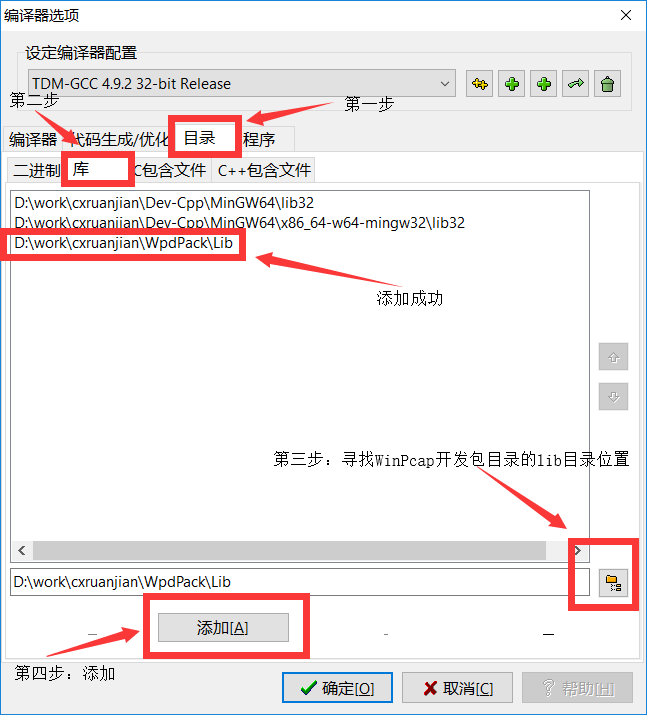 编译器选项
设定编译器配置
TDM-GCC 4.9.2 32-bit Release
第二步
第一步
编译器 代码生成/优化 目录 程序
二进制 库 C包含文件 C++包含文件
D:\work\cxruanjian\Dev-Cpp\MinGW64\lib32
D:\work\cxruanjian\Dev-Cpp\MinGW64\x86_64-w64-mingw32\lib32
D:\work\cxruanjian\WpdPack\Lib
添加成功
第三步：寻找WinPcap开发包目录的lib目录位置
D:\work\cxruanjian\WpdPack\Lib
添加[A]
第四步：添加
确定[O] 取消[C] 帮助[H]